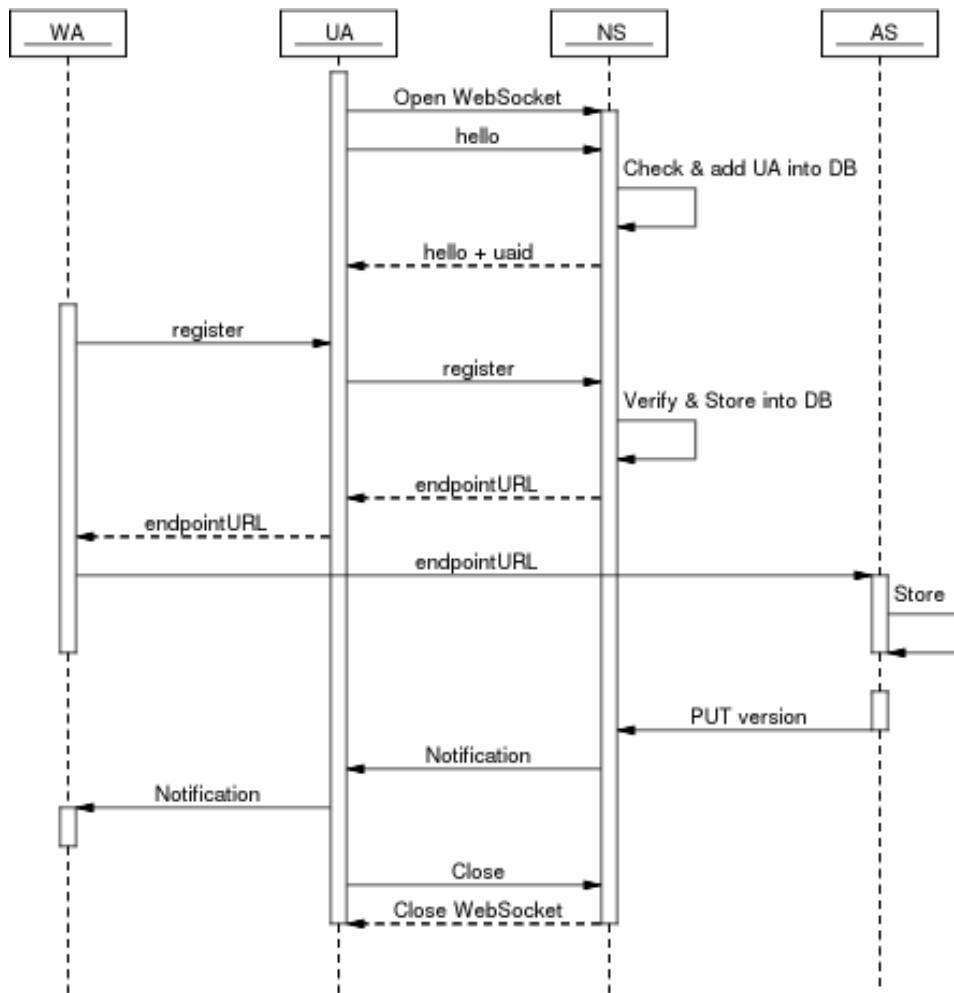 WA
UA
NS
AS
Open WebSocket
hello
Check & add UA into DB
hello + uaid
register
register
Verify & Store into DB
endpointURL
endpointURL
endpointURL
Store
PUT version
Notification
Notification
Close
Close WebSocket